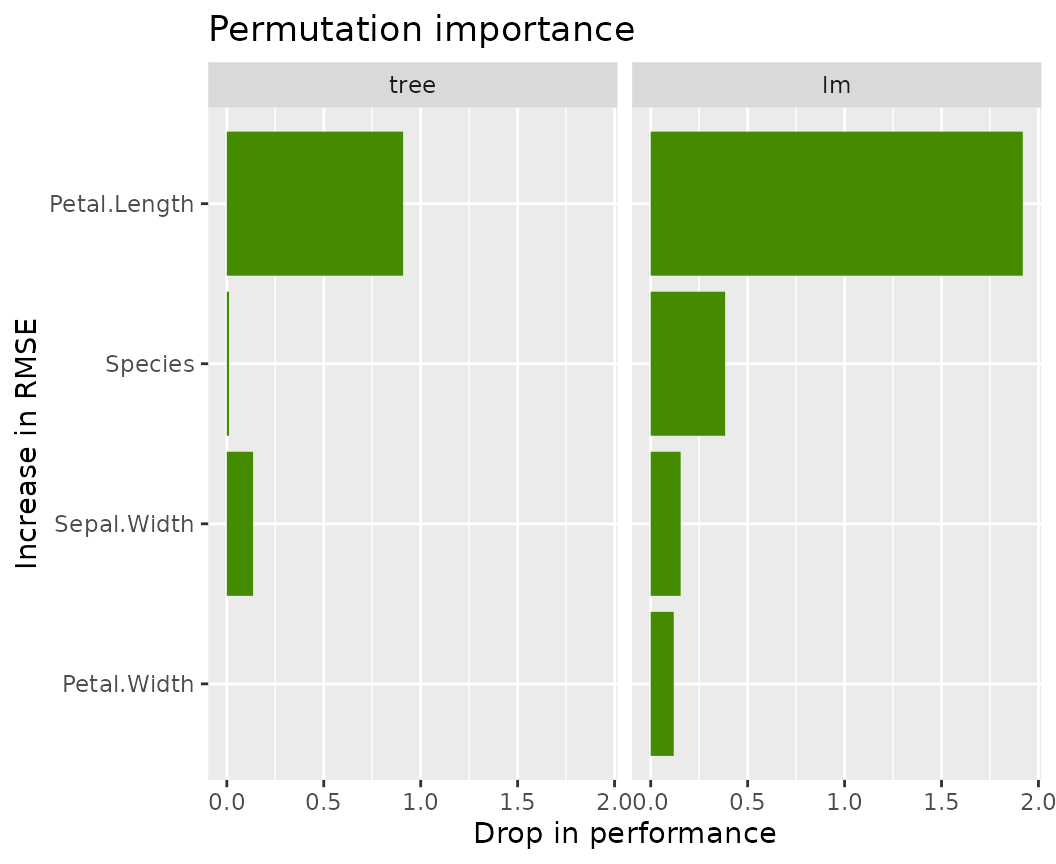 Permutation importance
tree
lm
Increase in RMSE
Petal.Length
Species
Sepal.Width
Petal.Width
0.0 0.5 1.0 1.5 2.0
0.0 0.5 1.0 1.5 2.0
Drop in performance